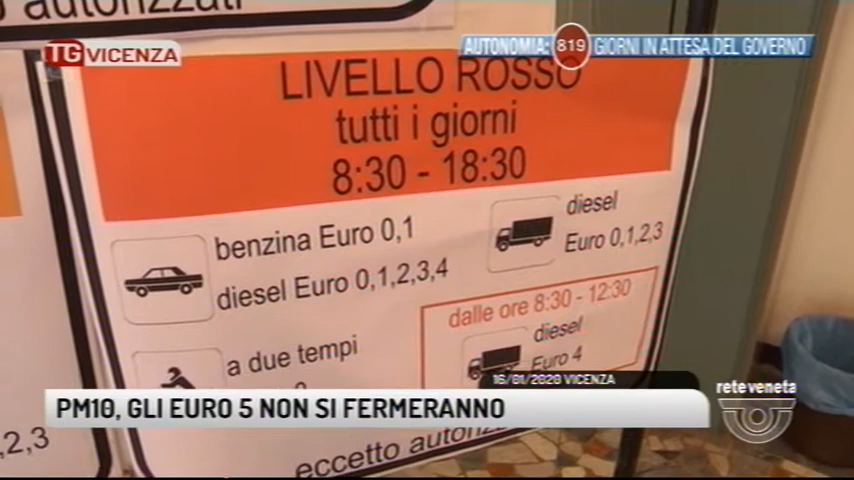 autorizzati
TG VICENZA
AUTONOMIA: 819 GIORNI IN ATTESA DEL GOVERNO
LIVELLO ROSSO
tutti i giorni
8:30 - 18:30
benzina Euro 0,1
diesel Euro 0,1,2,3,4
diesel
Euro 0,1,2,3
dalle ore 8:30 - 12:30
diesel
Euro 4
a due tempi
16/01/2020 VICENZA
PM10, GLI EURO 5 NON SI FERMERANNO
rete veneta
2,3
eccetto autoriz